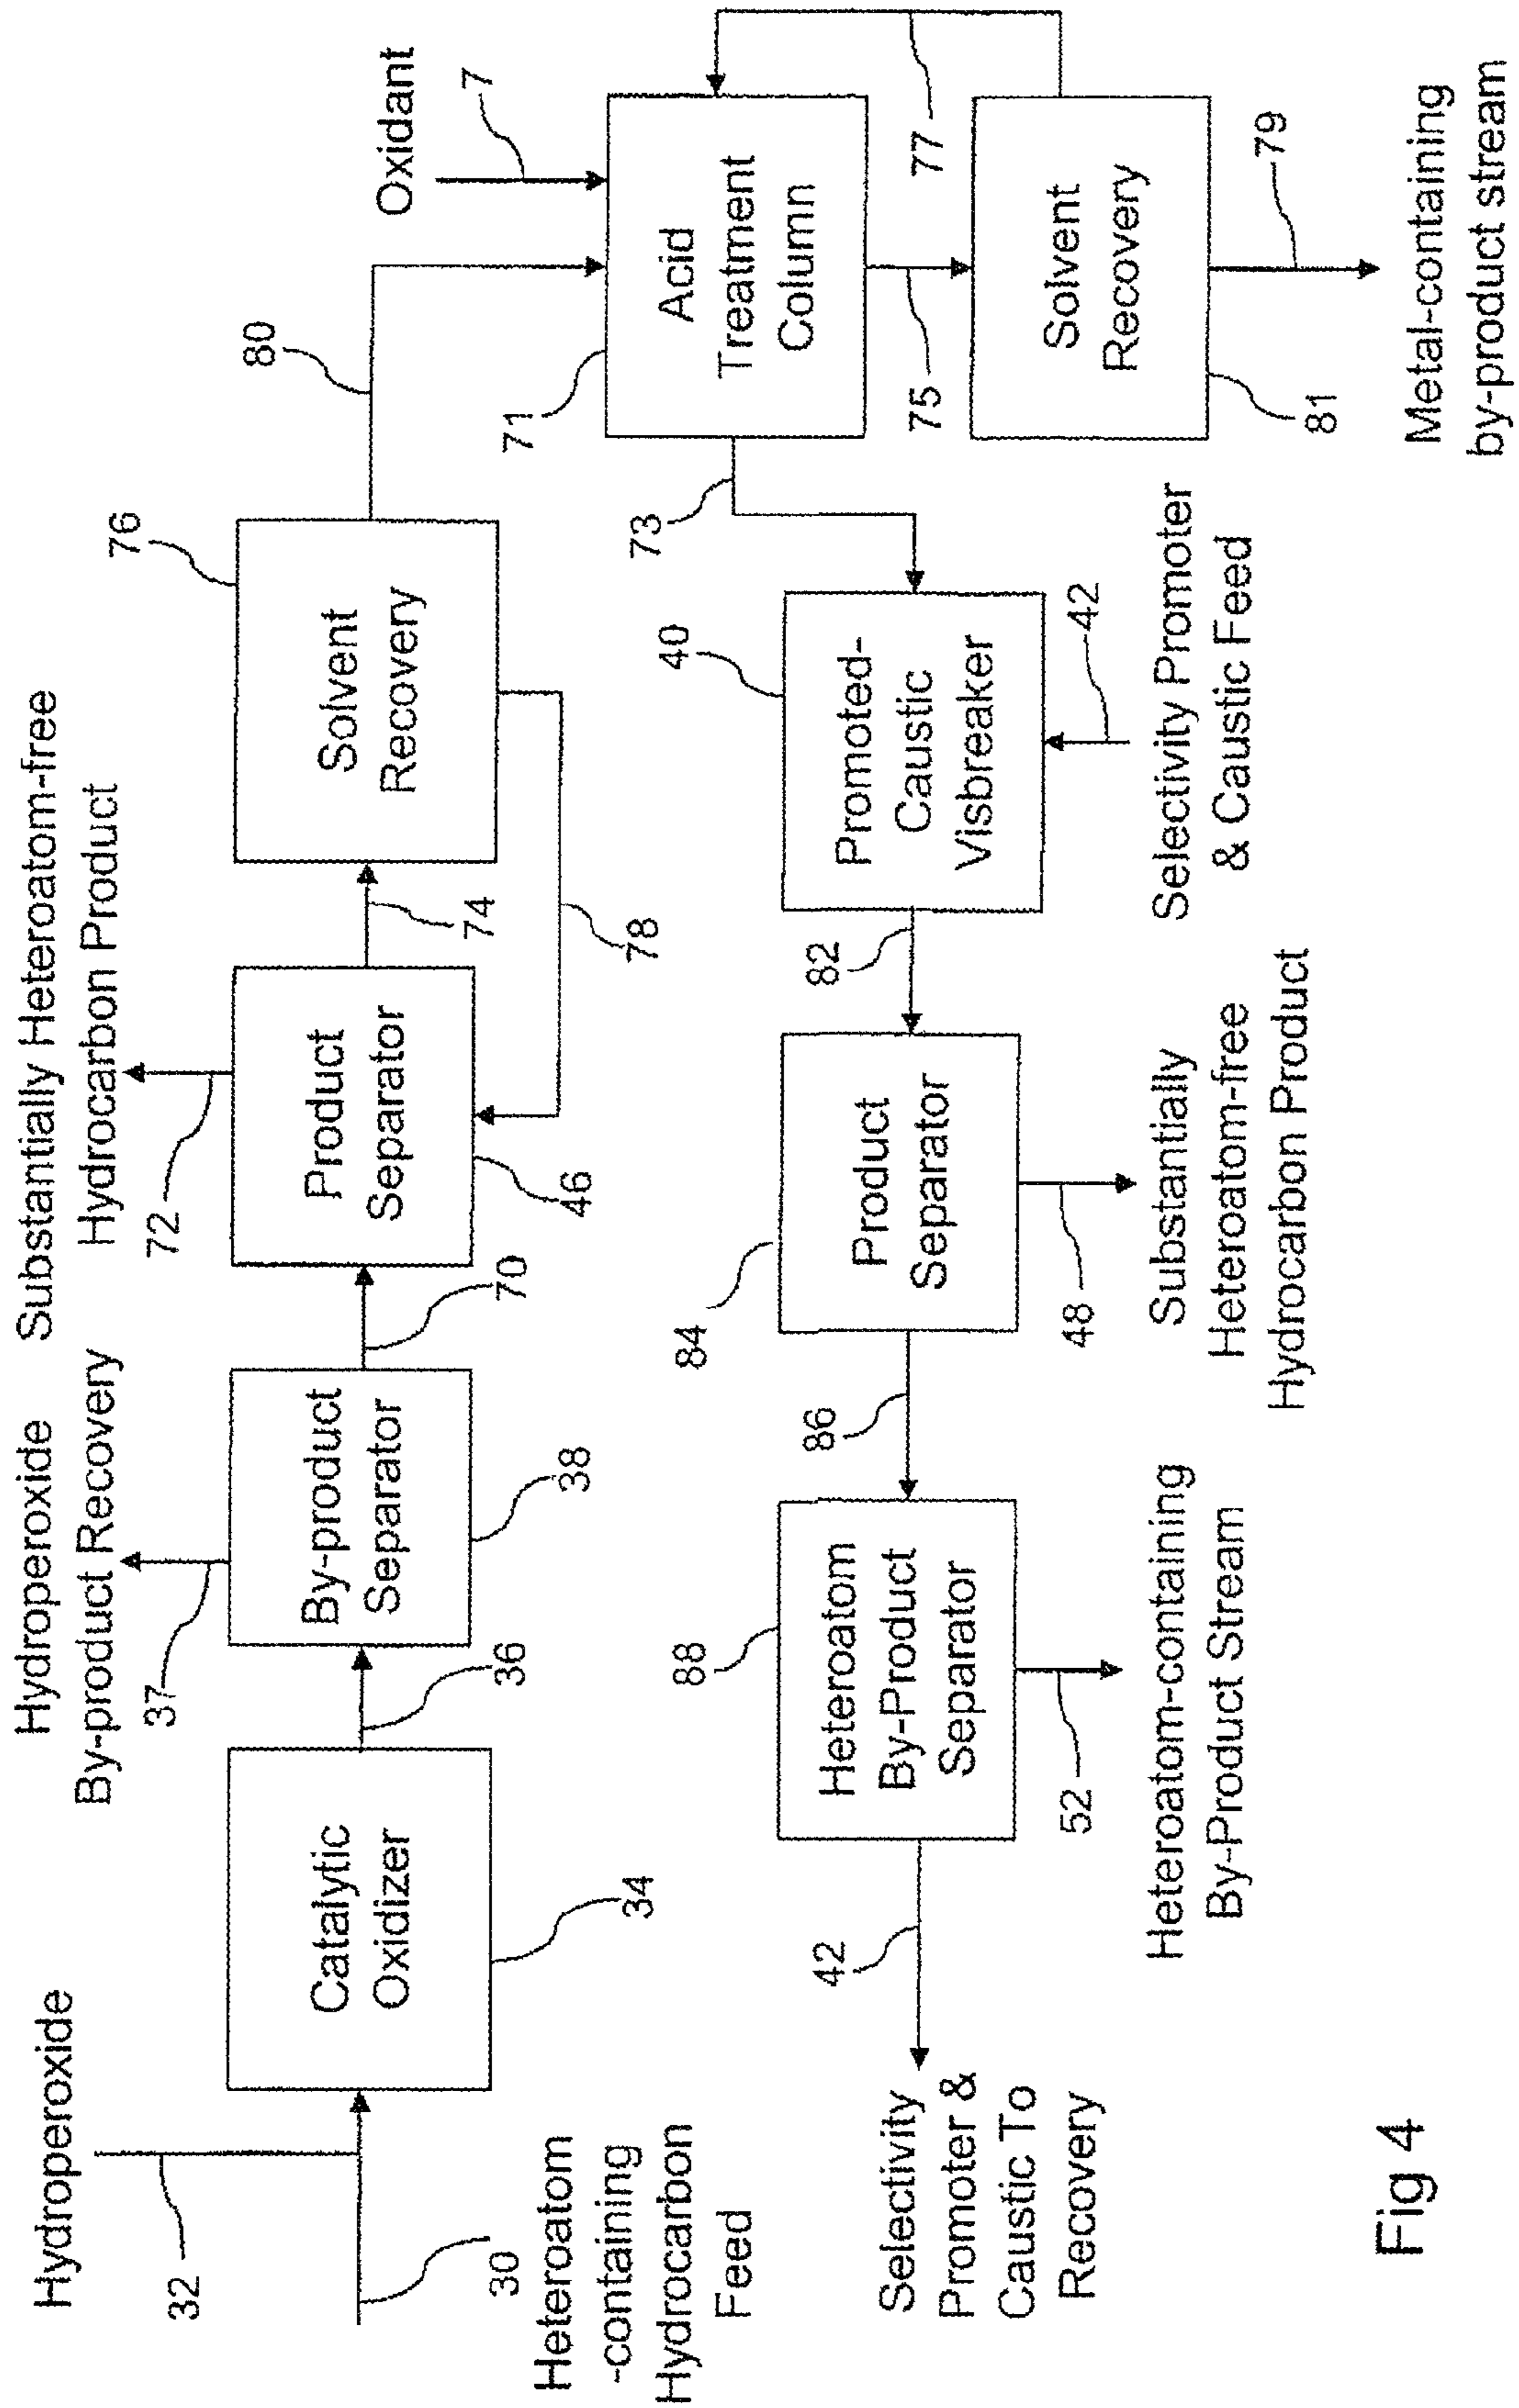 Hydroperoxide
32
30
Heteroatom
-containing
Hydrocarbon
Feed
Catalytic
Oxidizer
34
36
Hydroperoxide
By-product Recovery
37
By-product
Separator
38
70
Substantially Heteroatom-free
Hydrocarbon Product
72
Product
Separator
46
74
78
Solvent
Recovery
76
80
Oxidant
7
Acid
Treatment
Column
71
77
75
Solvent
Recovery
81
79
Metal-containing
by-product stream
73
Promoted-
Caustic
Visbreaker
40
42
Selectivity Promoter
& Caustic Feed
82
Product
Separator
84
48
Substantially
Heteroatom-free
Hydrocarbon Product
86
Heteroatom
By-Product
Separator
88
52
Heteroatom-containing
By-Product Stream
42
Selectivity
Promoter &
Caustic To
Recovery
Fig 4